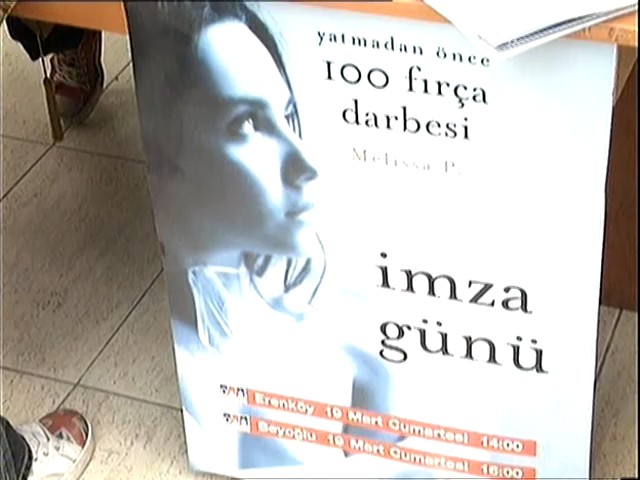 yatmadan önce
100 fırça
darbesi
Melissa P.
imza
günü
Erenköy 19 Mart Cumartesi 14:00
Beyoğlu 19 Mart Cumartesi 16:00